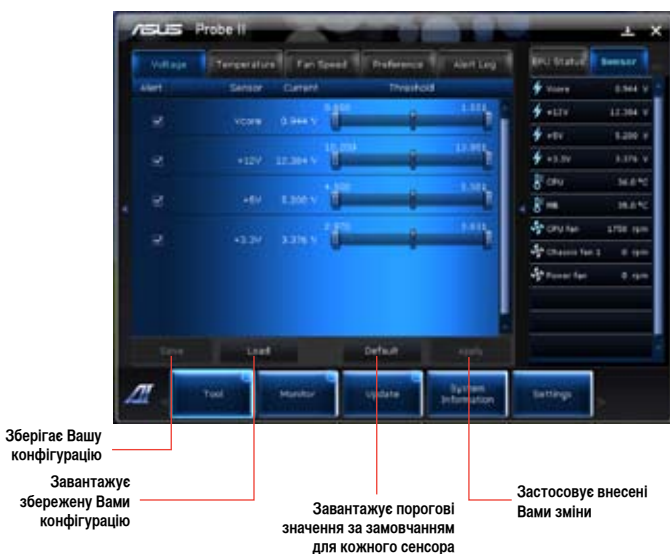 ASUS Probe II
Voltage Temperature Fan Speed Preference Alert Log
EPU Status Sensor
Alert Sensor Current Threshold
Vcore 0.944 V
+12V 12.384 V
+5V 5.200 V
+3.3V 3.376 V
Vcore 0.944 V
+12V 12.384 V
+5V 5.200 V
+3.3V 3.376 V
CPU
MB
CPU Fan 1750 rpm
Chassis Fan 1 0 rpm
Power Fan 0 rpm
Save Load Default Apply
Tool Monitor Update System Information Settings
Зберігає Вашу
конфігурацію
Завантажує
збережену Вами
конфігурацію
Завантажує порогові
значення за замовчанням
для кожного сенсора
Застосовує внесені
Вами зміни